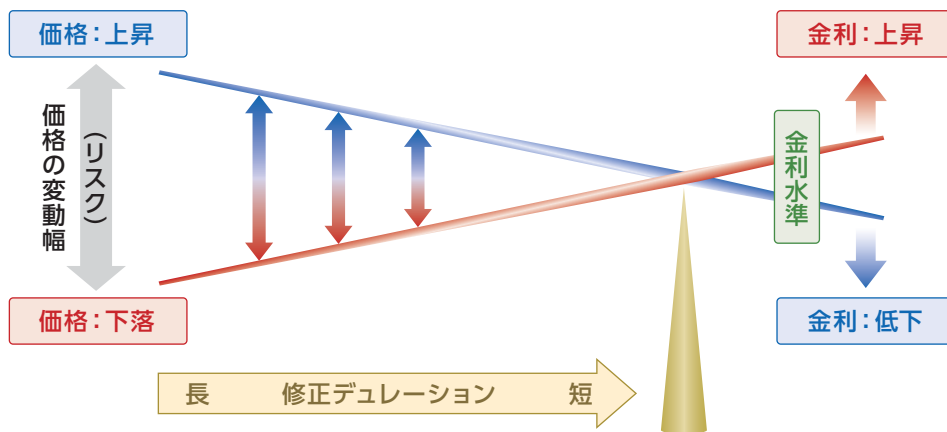 価格：上昇
金利：上昇
価格の変動幅
（リスク）
金利水準
価格：下落
金利：低下
長 修正デュレーション 短